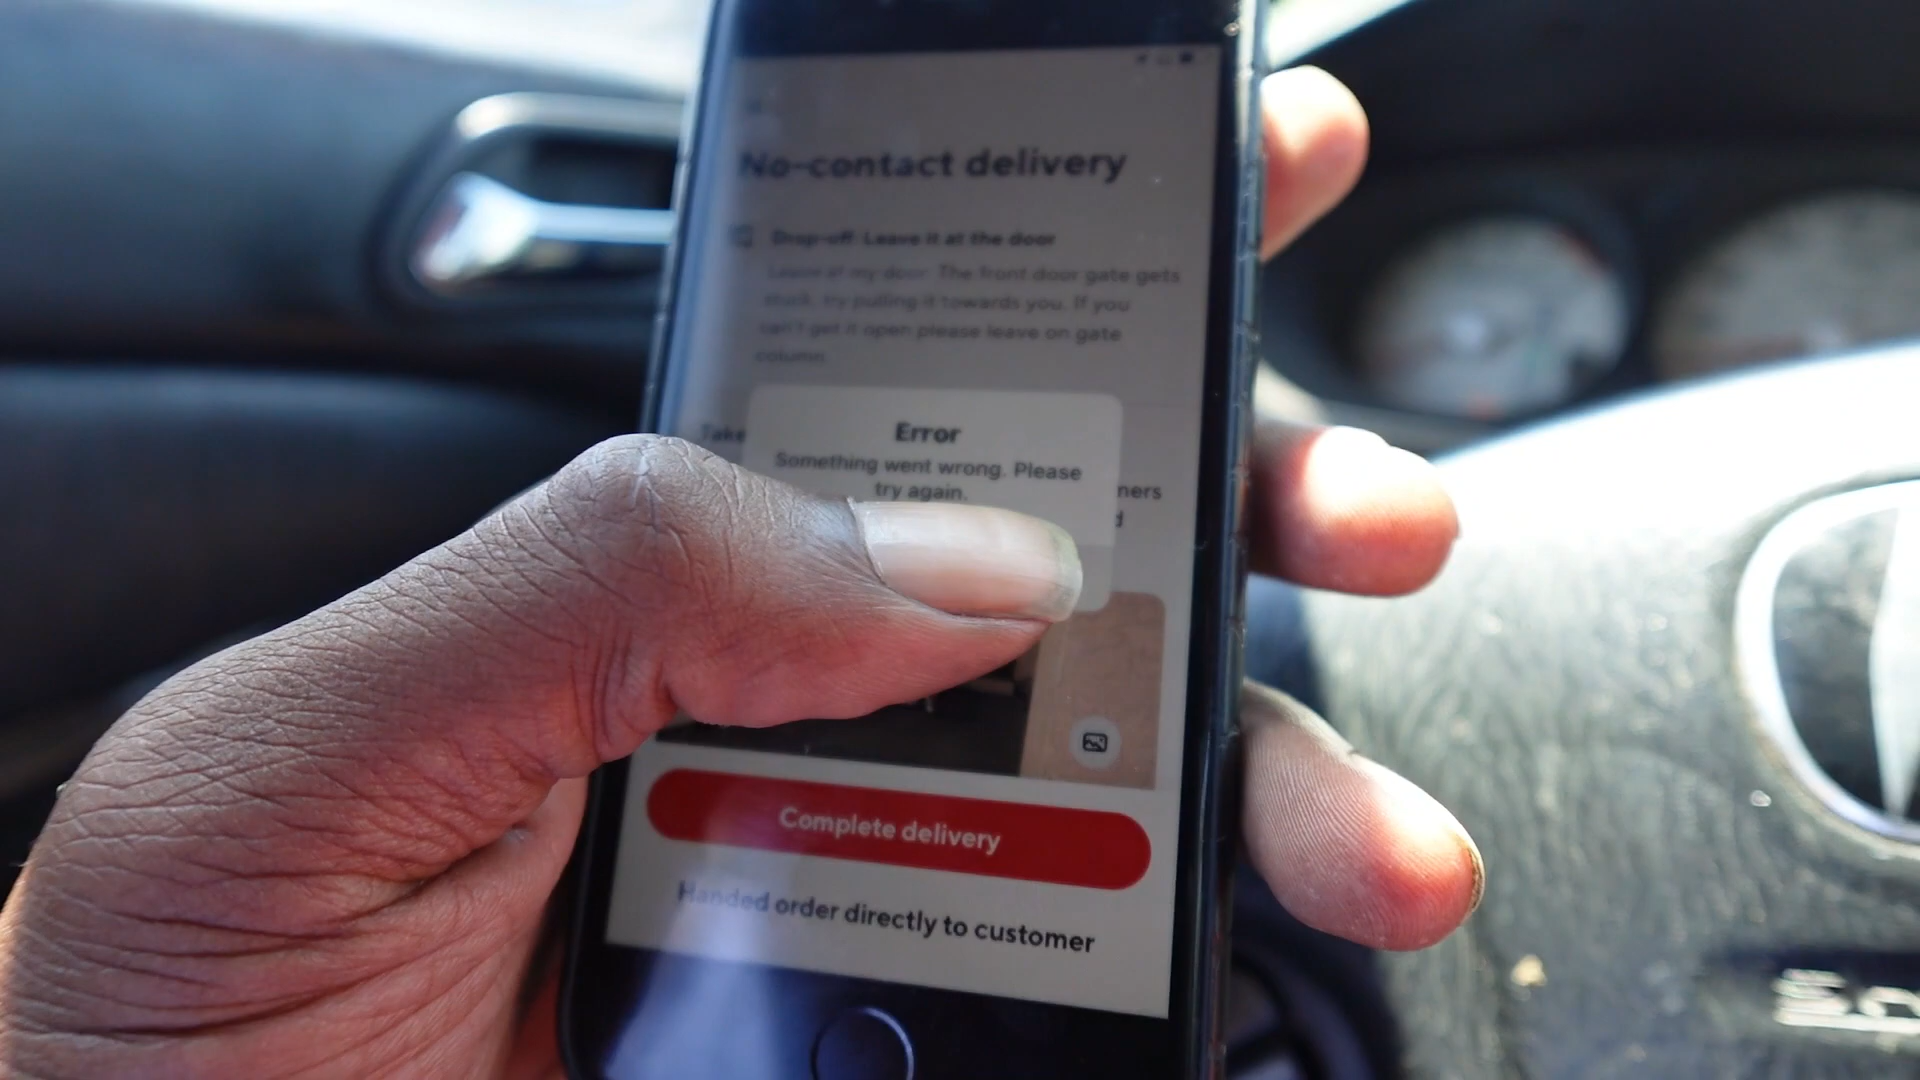 No-contact delivery
Drop-off: Leave it at the door
Leave at my door: The front door gate gets
stuck, try pulling it towards you. If you
can't get it open please leave on gate
column.
Take
Error
Something went wrong. Please
try again.
Complete delivery
Handed order directly to customer